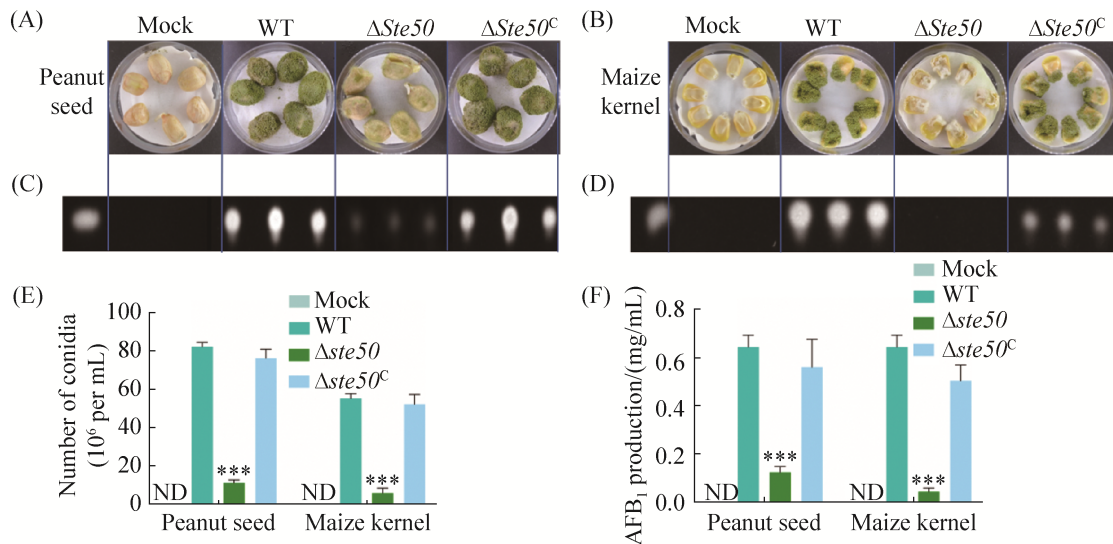 (A)
Mock WT ΔSte50 ΔSte50ᶜ
Peanut
seed
(B)
Mock WT ΔSte50 ΔSte50ᶜ
Maize
kernel
(C)
(D)
(E)
Mock
WT
Δste50
Δste50ᶜ
Number of conidia
(10⁶ per mL)
100
80
60
40
20
0
ND *** ND ***
Peanut seed Maize kernel
(F)
Mock
WT
Δste50
Δste50ᶜ
AFB₁ production/(mg/mL)
0.8
0.6
0.4
0.2
0.0
ND *** ND ***
Peanut seed Maize kernel